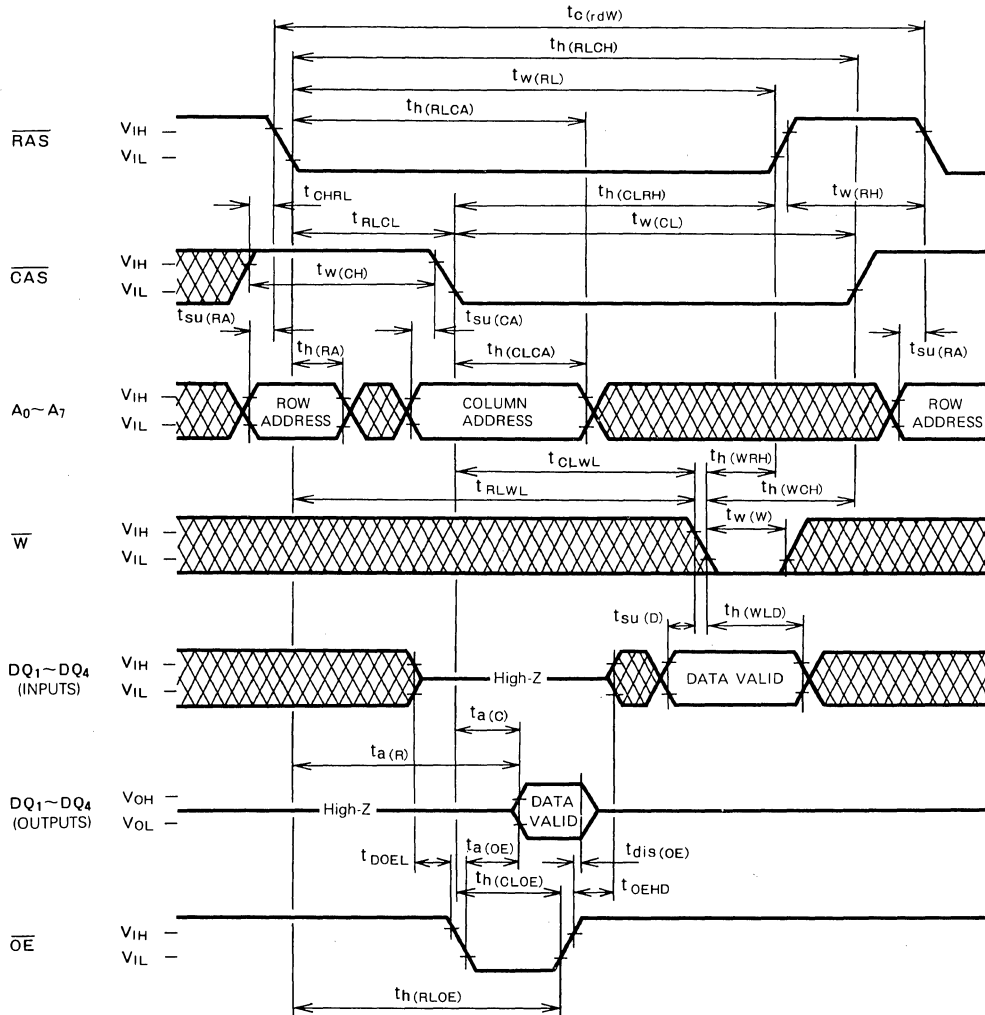 tC(rdW)
th(RLCH)
tW(RL)
th(RLCA)
RAS
VIH
VIL
tCHRL
th(CLRH)
tW(RH)
tRLCL
tW(CL)
CAS
VIH
VIL
tW(CH)
tsu(RA)
tsu(CA)
th(RA)
th(CLCA)
tsu(RA)
A0~A7
VIH
VIL
ROW ADDRESS
COLUMN ADDRESS
ROW ADDRESS
tCLWL
th(WRH)
tRLWL
th(WCH)
tW(W)
W
VIH
VIL
tsu(D)
th(WLD)
DQ1~DQ4
(INPUTS)
VIH
VIL
High-Z
DATA VALID
ta(C)
ta(R)
DQ1~DQ4
(OUTPUTS)
VOH
VOL
High-Z
DATA VALID
tDOEL
ta(OE)
tdis(OE)
th(CLOE)
tOEHD
OE
VIH
VIL
th(RLOE)